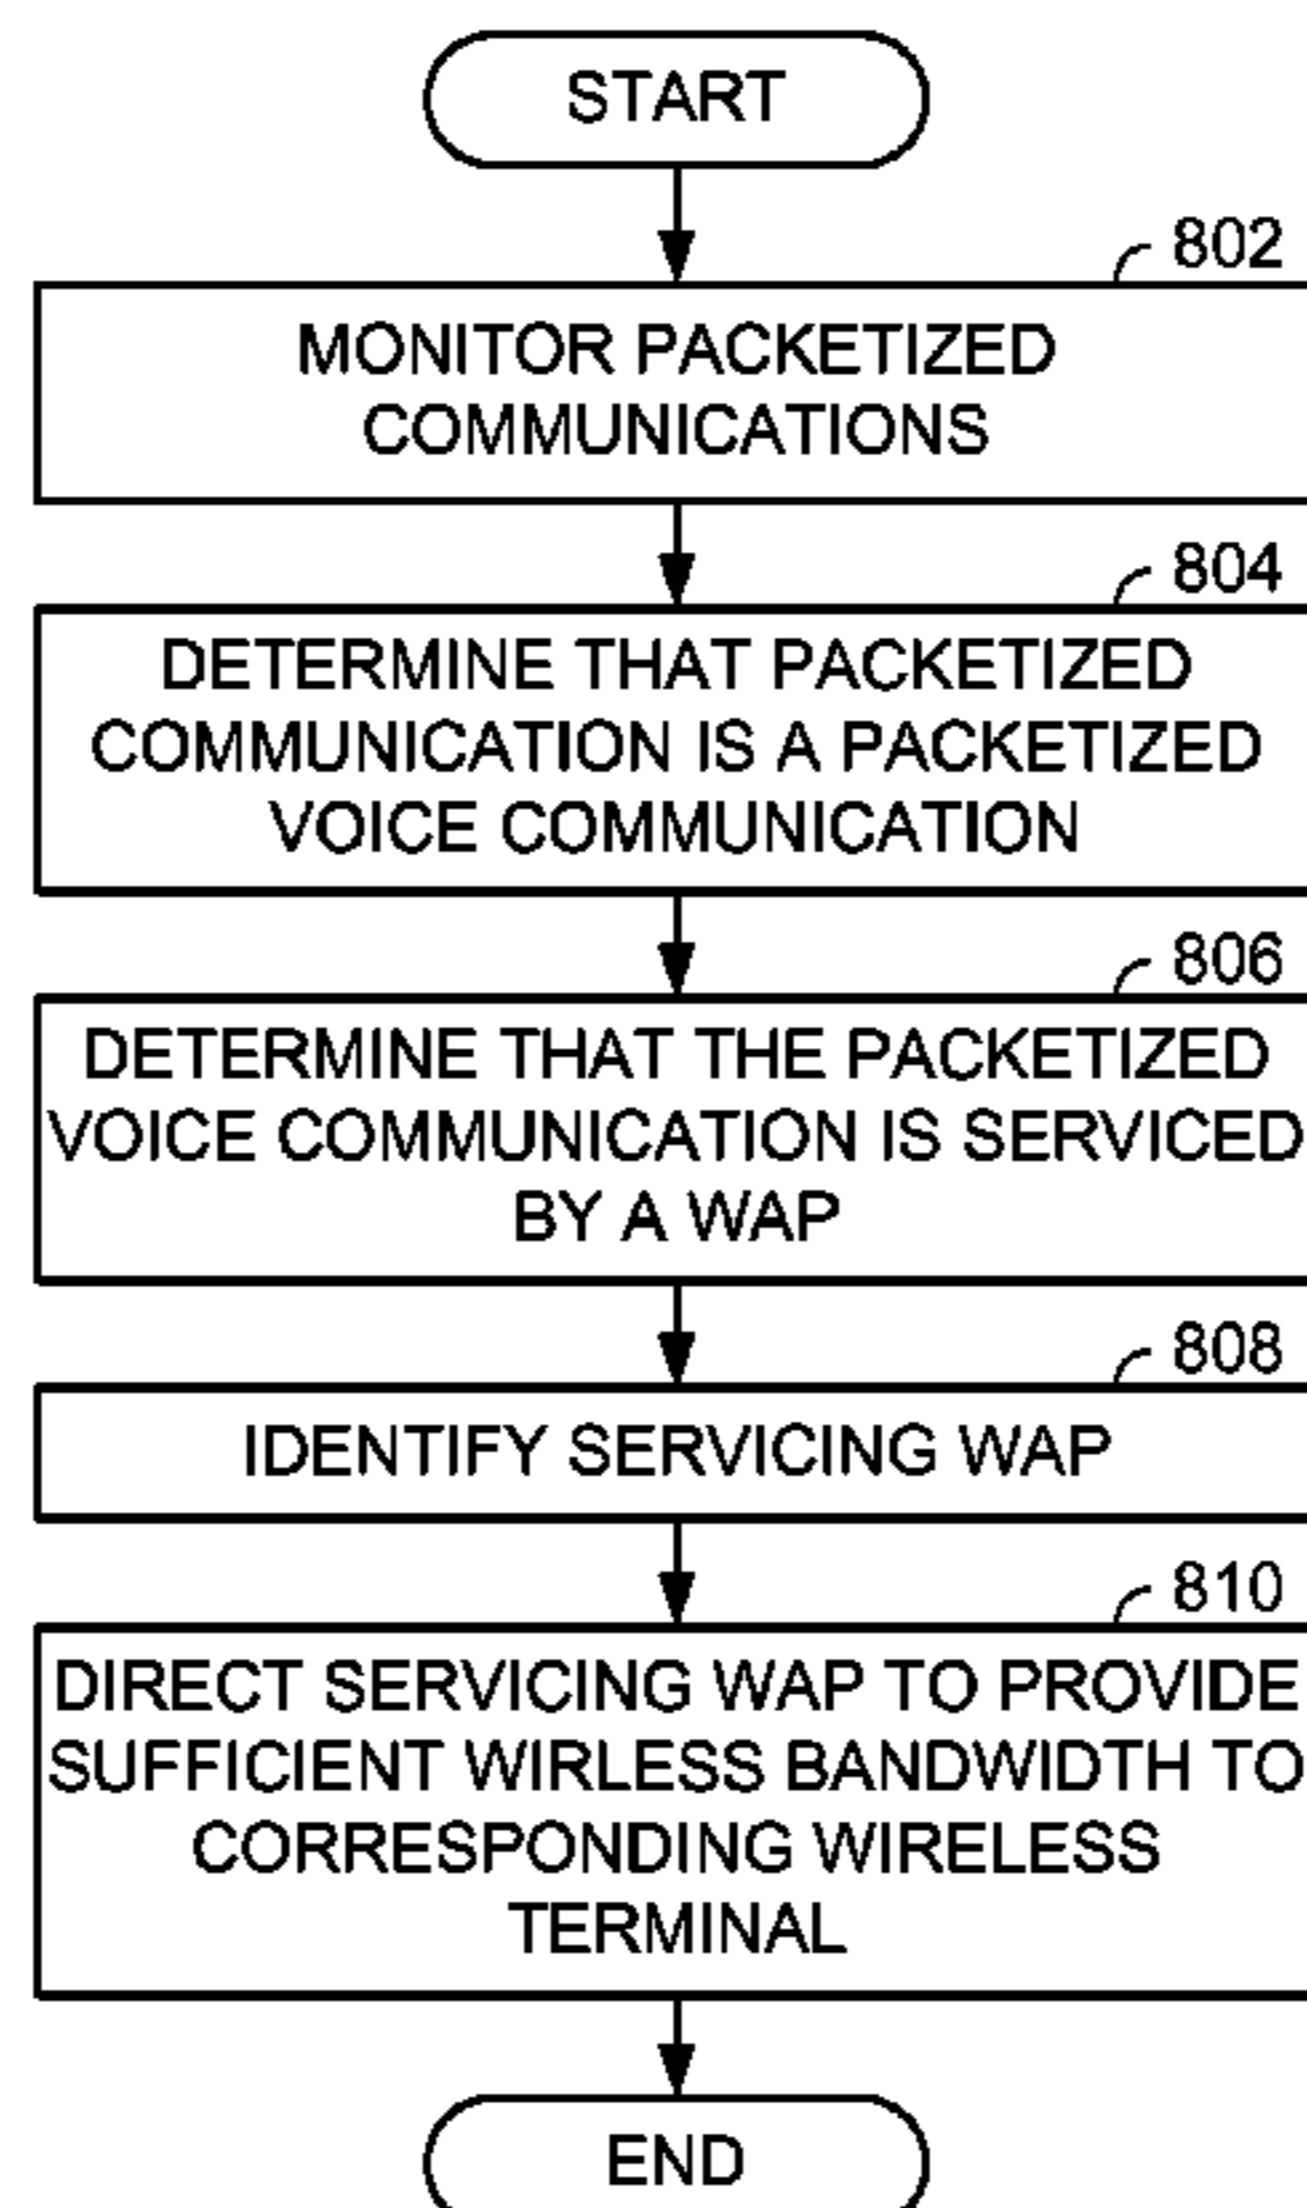 START
802
MONITOR PACKETIZED
COMMUNICATIONS
804
DETERMINE THAT PACKETIZED
COMMUNICATION IS A PACKETIZED
VOICE COMMUNICATION
806
DETERMINE THAT THE PACKETIZED
VOICE COMMUNICATION IS SERVICED
BY A WAP
808
IDENTIFY SERVICING WAP
810
DIRECT SERVICING WAP TO PROVIDE
SUFFICIENT WIRLESS BANDWIDTH TO
CORRESPONDING WIRELESS
TERMINAL
END